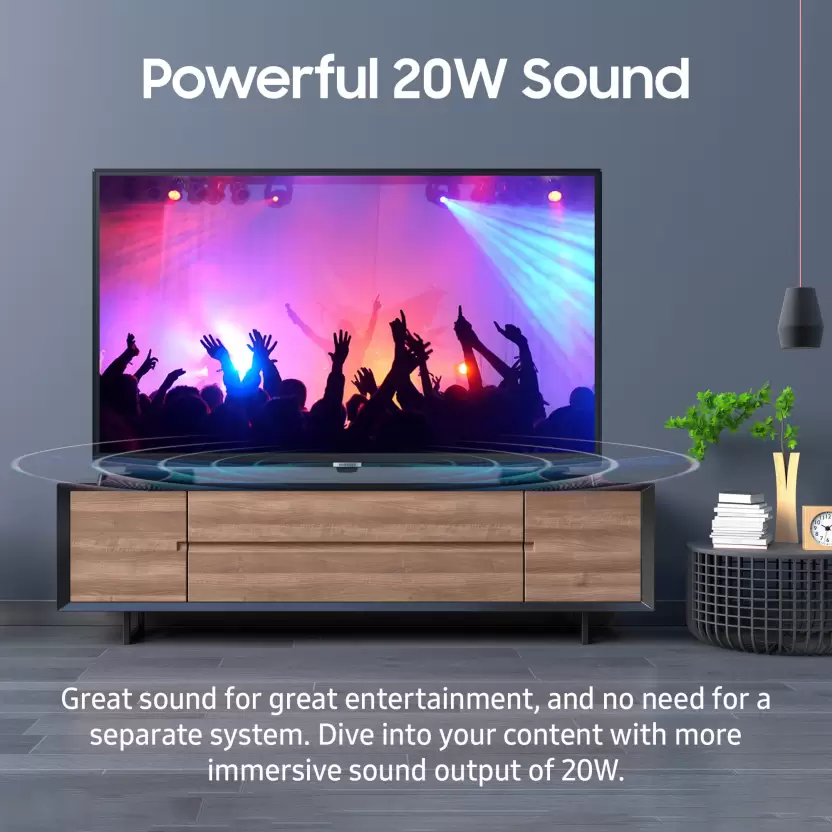 Powerful 20W Sound
Great sound for great entertainment, and no need for a
separate system. Dive into your content with more
immersive sound output of 20W.